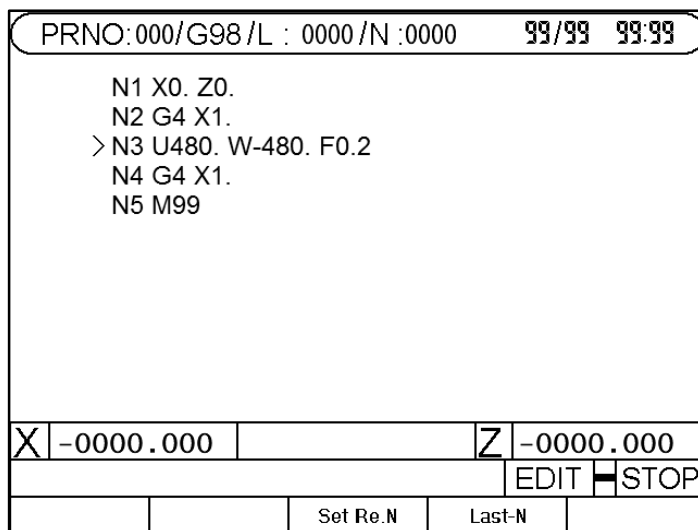 PRNO:000/G98/L : 0000/N :0000 99/99 99:99
N1 X0. Z0.
N2 G4 X1.
> N3 U480. W-480. F0.2
N4 G4 X1.
N5 M99
X -0000.000 Z -0000.000
EDIT STOP
Set Re.N Last-N